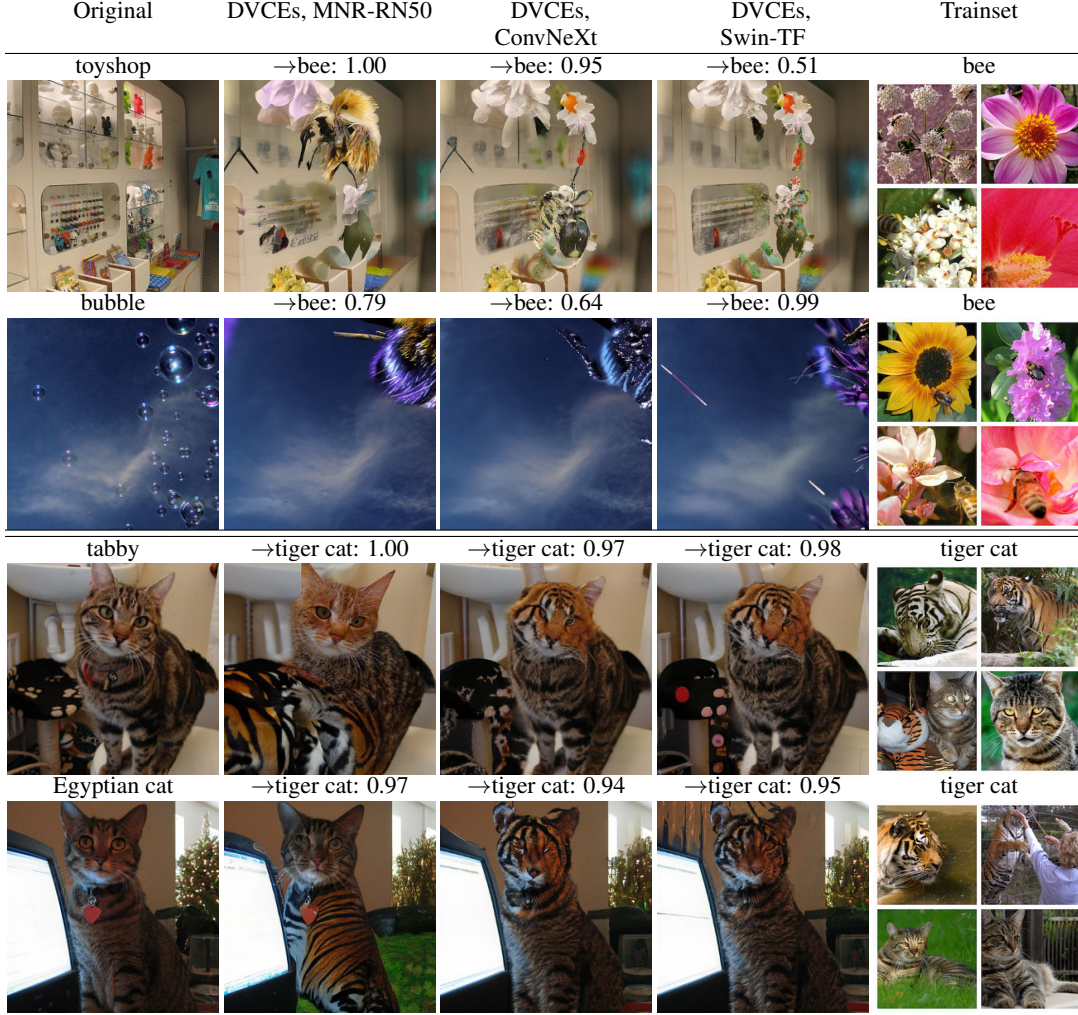 Original DVCEs, MNR-RN50 DVCEs, DVCEs, Trainset
ConvNeXt Swin-TF
toyshop →bee: 1.00 →bee: 0.95 →bee: 0.51 bee
bubble →bee: 0.79 →bee: 0.64 →bee: 0.99 bee
tabby →tiger cat: 1.00 →tiger cat: 0.97 →tiger cat: 0.98 tiger cat
Egyptian cat →tiger cat: 0.97 →tiger cat: 0.94 →tiger cat: 0.95 tiger cat